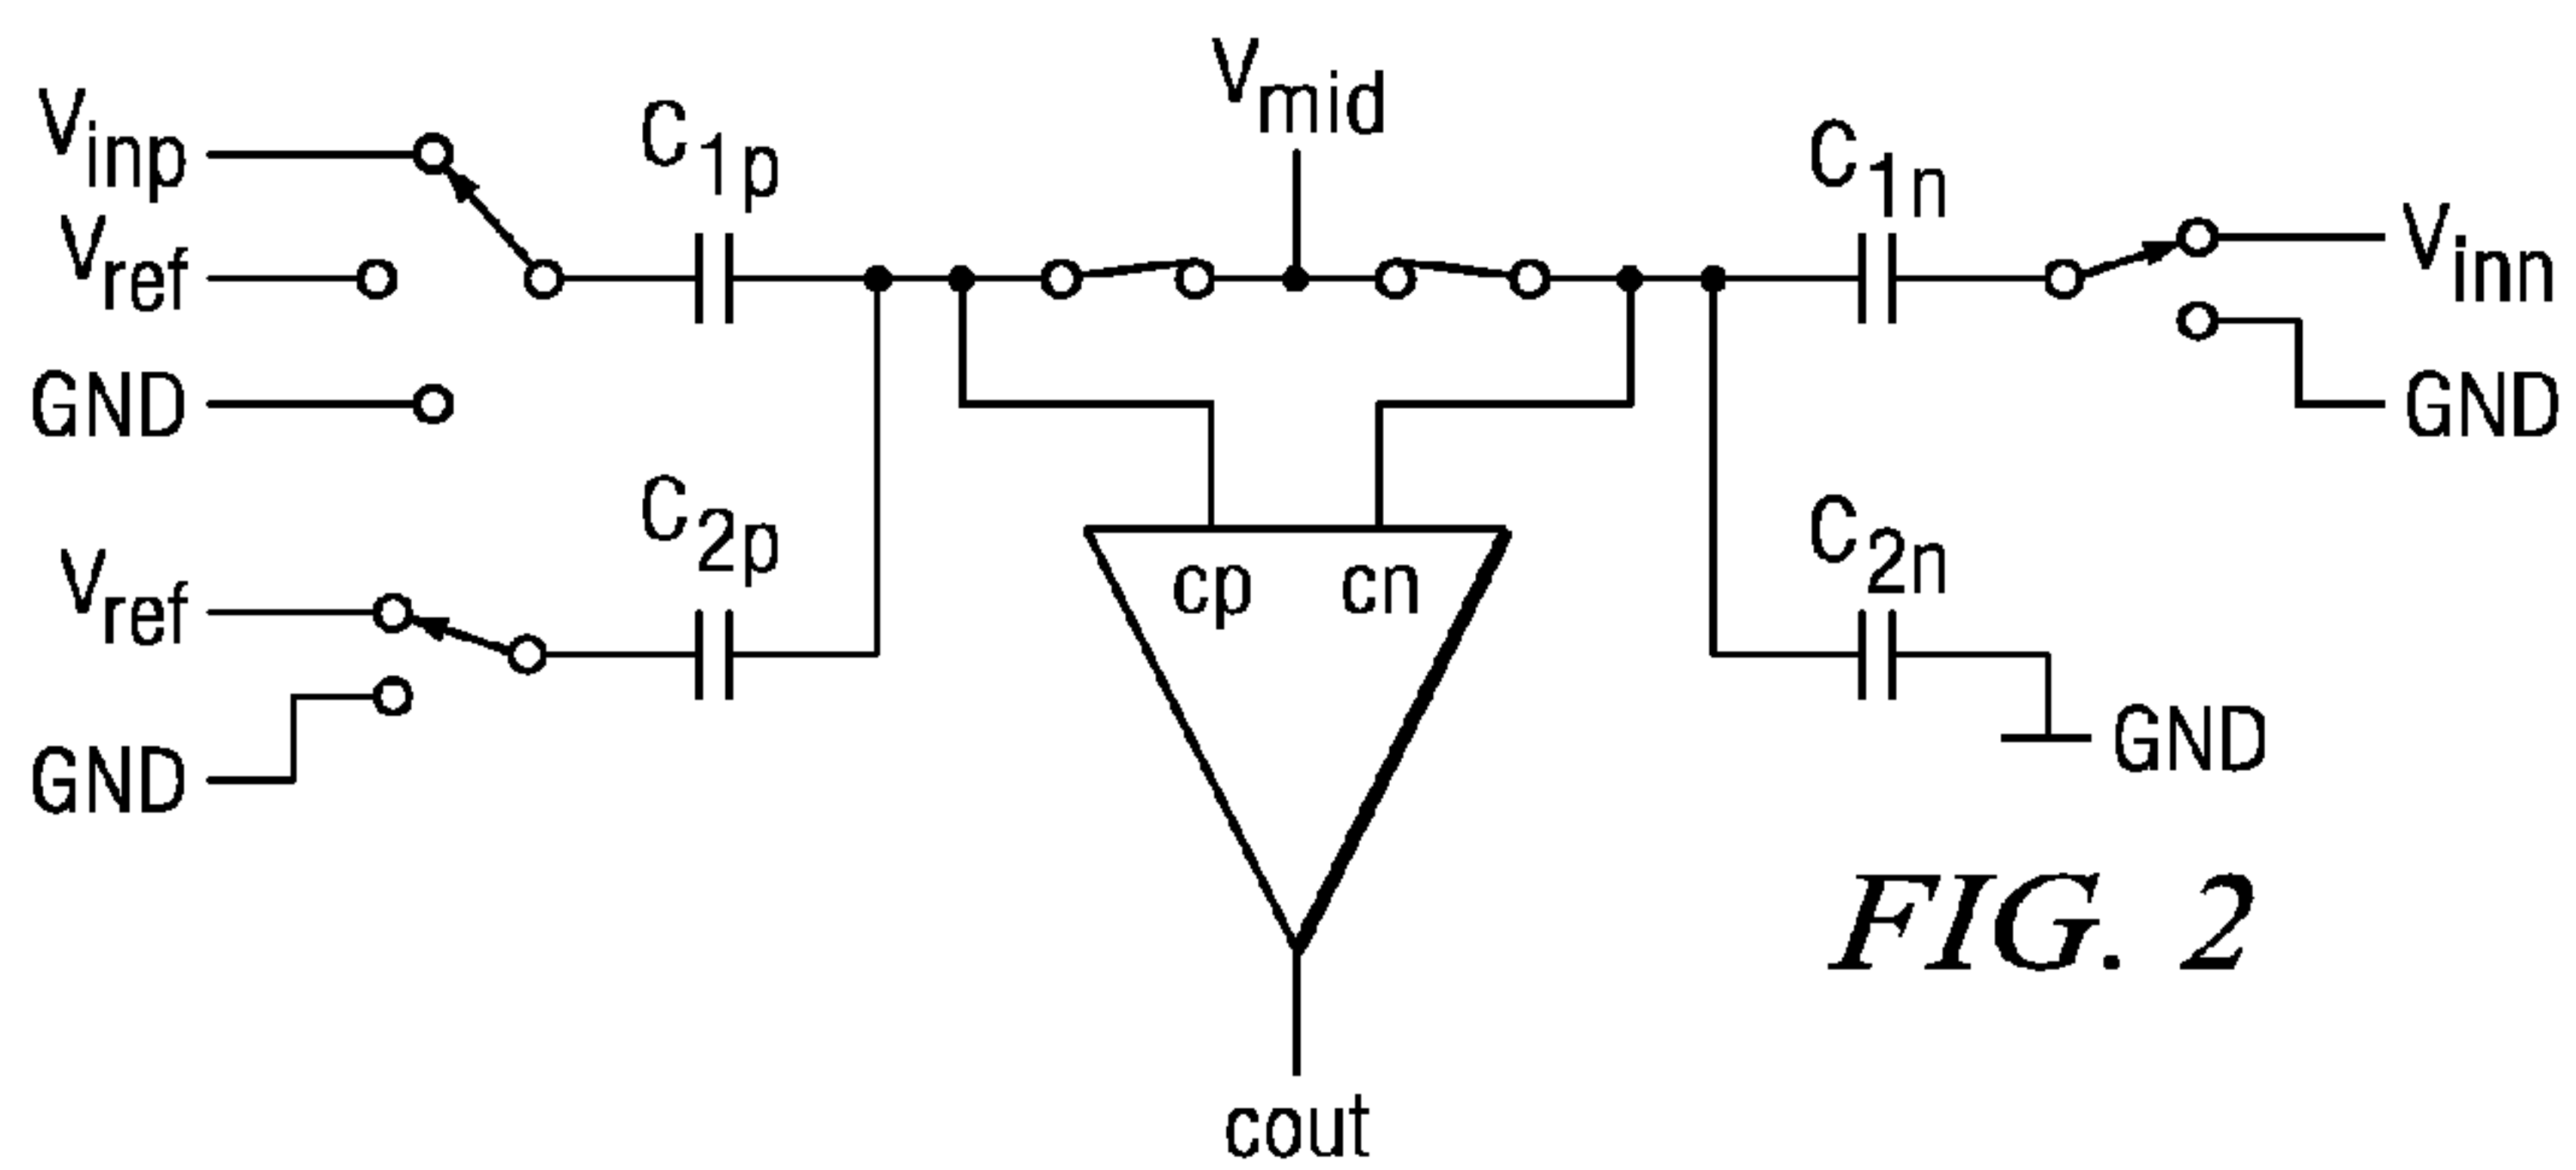 Vmid
Vinp
C1p
C1n
Vref
Vinn
GND
GND
C2p
cp
cn
C2n
Vref
GND
GND
FIG. 2
cout